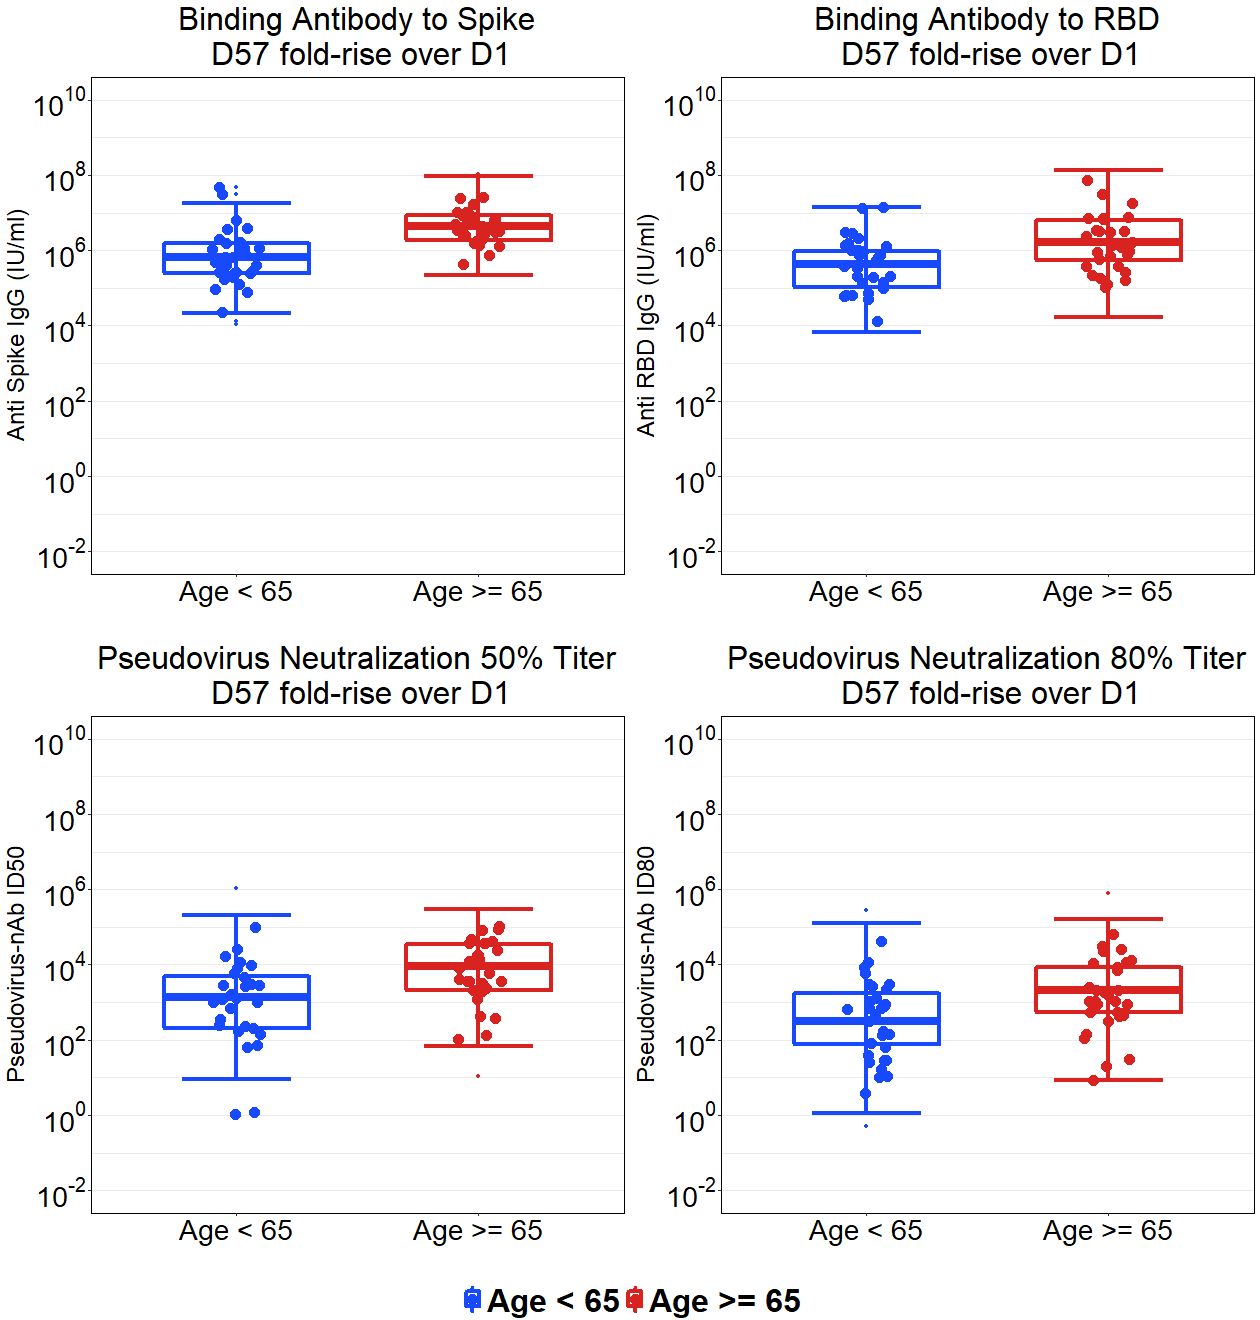 Binding Antibody to Spike
D57 fold-rise over D1
Anti Spike IgG (IU/ml)
10^10
10^8
10^6
10^4
10^2
10^0
10^-2
Age < 65
Age >= 65
Binding Antibody to RBD
D57 fold-rise over D1
Anti RBD IgG (IU/ml)
10^10
10^8
10^6
10^4
10^2
10^0
10^-2
Age < 65
Age >= 65
Pseudovirus Neutralization 50% Titer
D57 fold-rise over D1
Pseudovirus-nAb ID50
10^10
10^8
10^6
10^4
10^2
10^0
10^-2
Age < 65
Age >= 65
Pseudovirus Neutralization 80% Titer
D57 fold-rise over D1
Pseudovirus-nAb ID80
10^10
10^8
10^6
10^4
10^2
10^0
10^-2
Age < 65
Age >= 65
Age < 65 Age >= 65